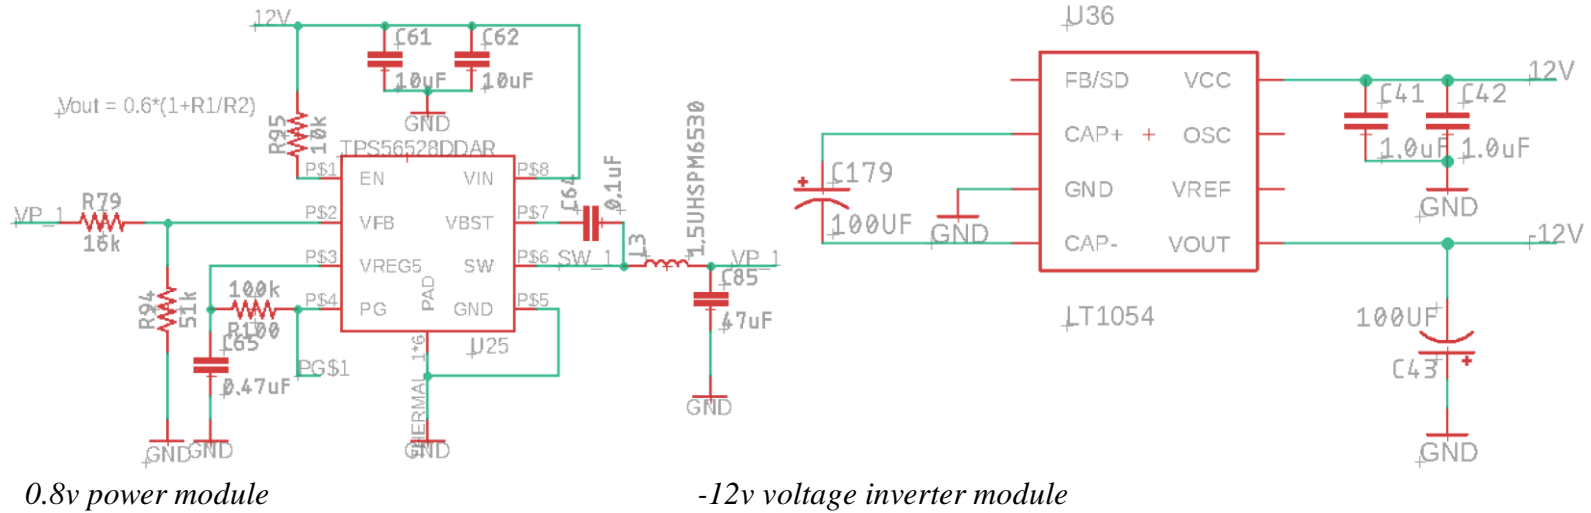 12V
C61
10uF
C62
10uF
GND
Vout = 0.6*(1+R1/R2)
R95
10k
TPS56528DDAR
P$1
EN
VIN
P$8
VP_1
R79
16k
P$2
VFB
VBST
P$7
C64
0.1uF
P$3
VREG5
SW
P$6
SW_1
L3
1.5UHSPM6530
VP_1
C85
47uF
GND
R94
51k
100k
R100
P$4
PG
PAD
GND
P$5
U25
C65
0.47uF
PG$1
THERMAL_1*6
GND
GND
GND
0.8v power module
U36
FB/SD
VCC
12V
CAP+
OSC
GND
VREF
CAP-
VOUT
-12V
LT1054
C179
100UF
GND
C41
1.0uF
C42
1.0uF
GND
100UF
C43
GND
-12v voltage inverter module